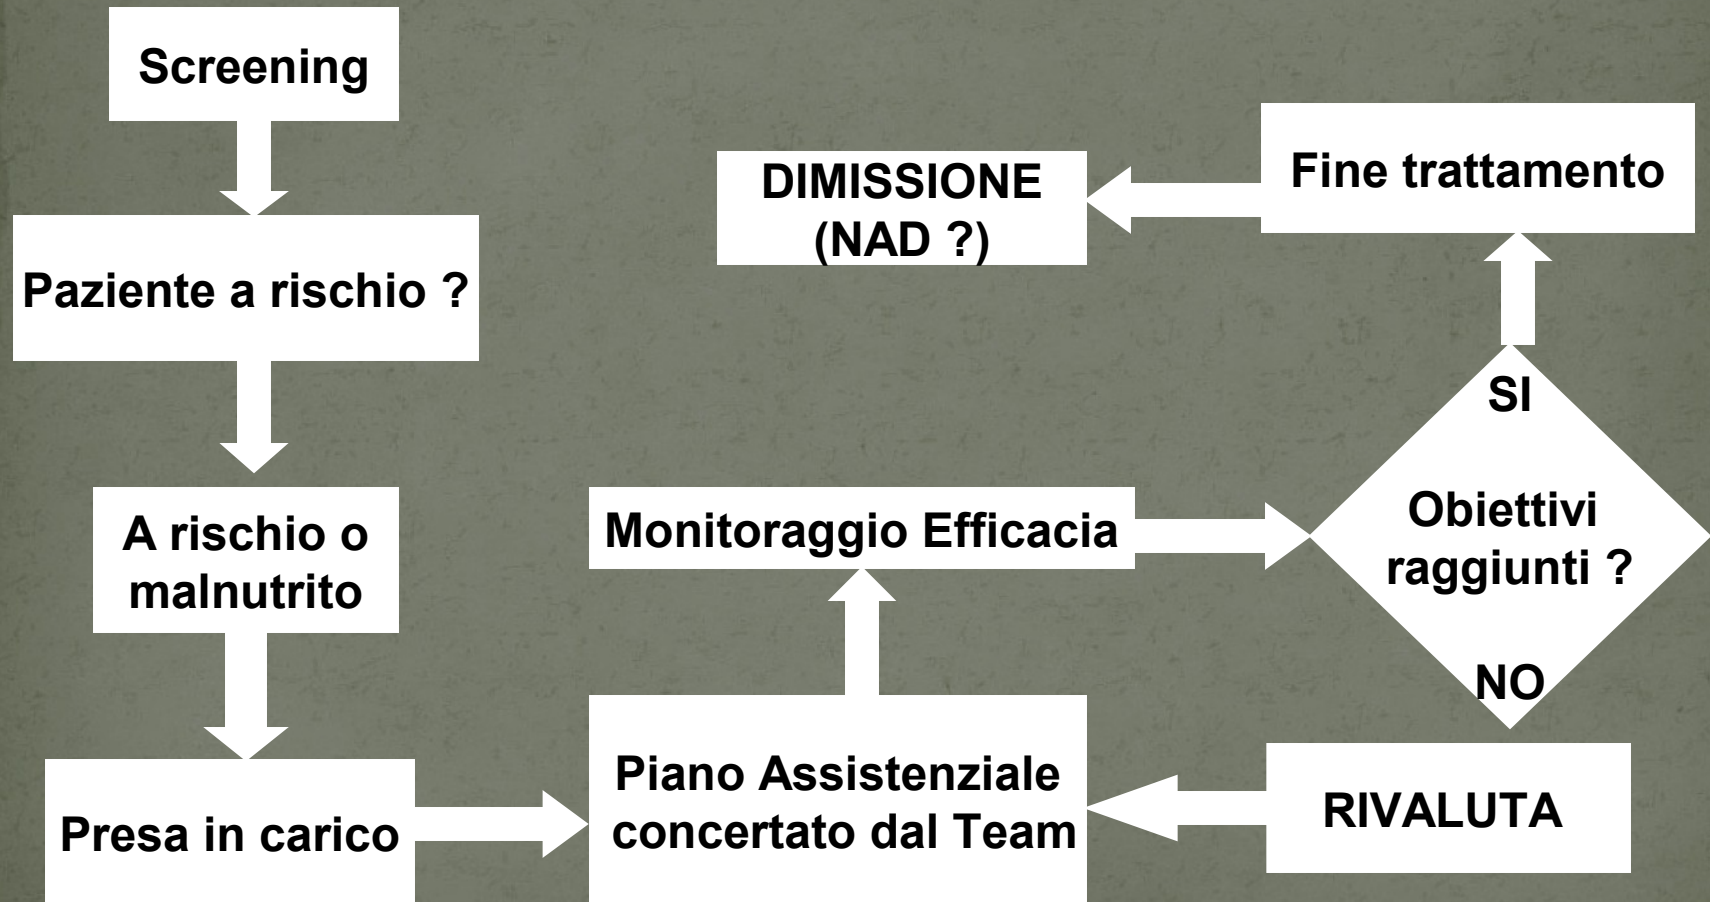 Screening
Paziente a rischio ?
A rischio o
malnutrito
Presa in carico
Piano Assistenziale
concertato dal Team
Monitoraggio Efficacia
SI
Obiettivi
raggiunti ?
NO
RIVALUTA
Fine trattamento
DIMISSIONE
(NAD ?)